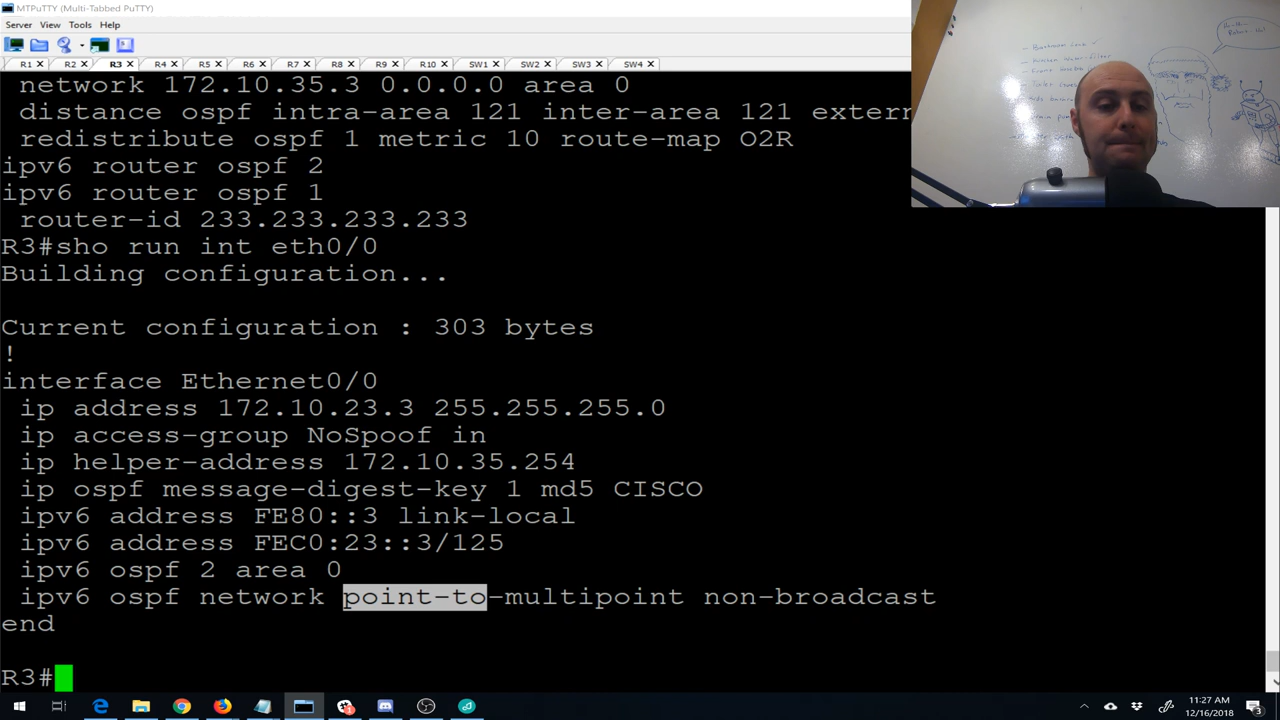 MTPuTTY (Multi-Tabbed PuTTY)
Server View Tools Help
R1 R2 R3 R4 R5 R6 R7 R8 R9 R10 SW1 SW2 SW3 SW4
network 172.10.35.3 0.0.0.0 area 0
distance ospf intra-area 121 inter-area 121 extern
redistribute ospf 1 metric 10 route-map O2R
ipv6 router ospf 2
ipv6 router ospf 1
router-id 233.233.233.233
R3#sho run int eth0/0
Building configuration...
Current configuration : 303 bytes
!
interface Ethernet0/0
ip address 172.10.23.3 255.255.255.0
ip access-group NoSpoof in
ip helper-address 172.10.35.254
ip ospf message-digest-key 1 md5 CISCO
ipv6 address FE80::3 link-local
ipv6 address FEC0:23::3/125
ipv6 ospf 2 area 0
ipv6 ospf network point-to-multipoint non-broadcast
end
R3#
11:27 AM
12/16/2018
3